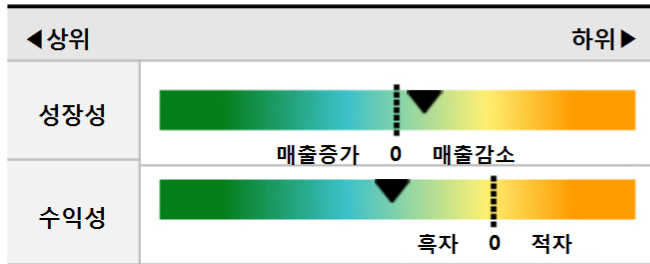 ◀상위 하위▶
성장성
매출증가 0 매출감소
수익성
흑자 0 적자